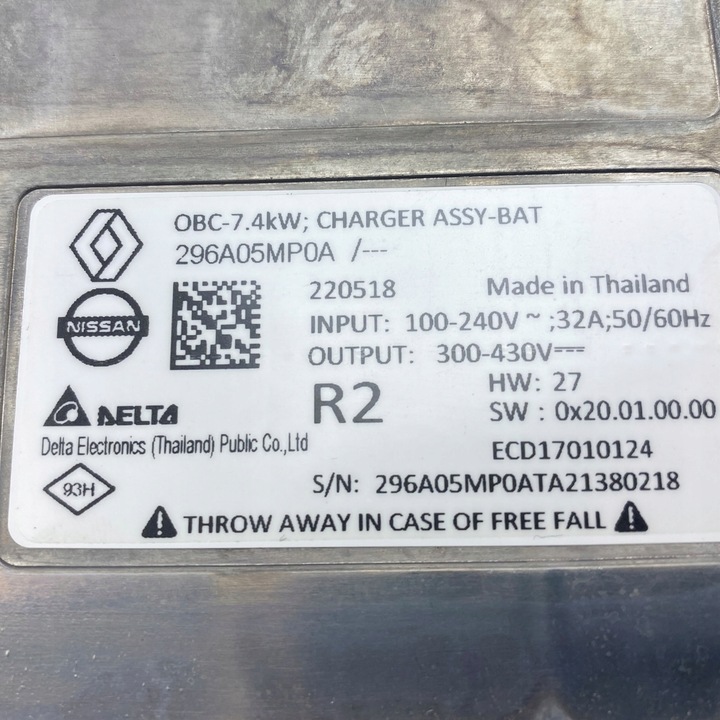 OBC-7.4kW; CHARGER ASSY-BAT
296A05MP0A /---
220518 Made in Thailand
NISSAN
INPUT: 100-240V ~ ;32A;50/60Hz
OUTPUT: 300-430V⎓
R2 HW: 27
DELTA SW : 0x20.01.00.00
Delta Electronics (Thailand) Public Co.,Ltd ECD17010124
93H S/N: 296A05MP0ATA21380218
THROW AWAY IN CASE OF FREE FALL